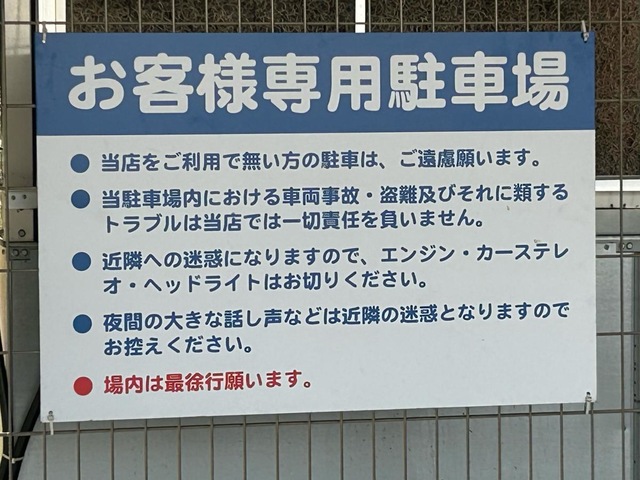 お客様専用駐車場
● 当店をご利用で無い方の駐車は、ご遠慮願います。
● 当駐車場内における車両事故・盗難及びそれに類する
トラブルは当店では一切責任を負いません。
● 近隣への迷惑になりますので、エンジン・カーステレ
オ・ヘッドライトはお切りください。
● 夜間の大きな話し声などは近隣の迷惑となりますので
お控えください。
● 場内は最徐行願います。